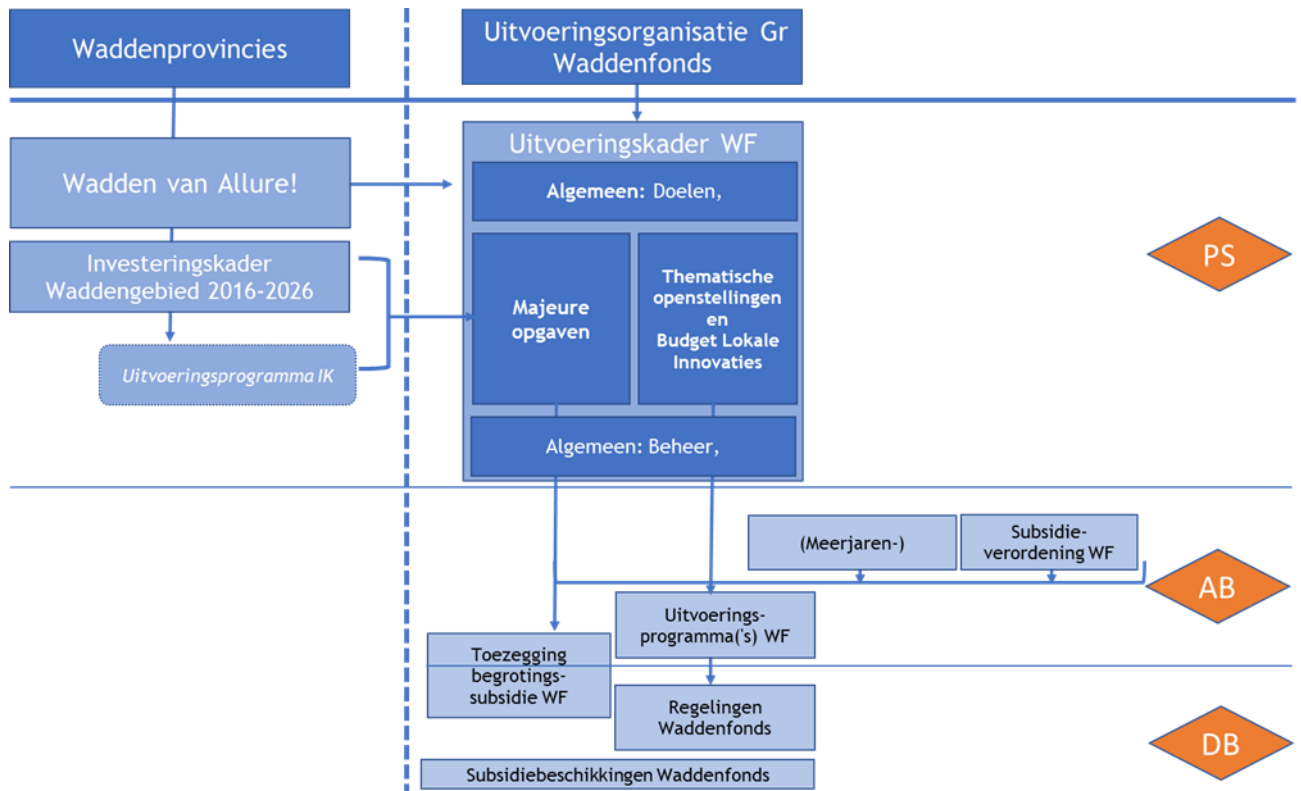 Waddenprovincies
Uitvoeringsorganisatie Gr
Waddenfonds
Uitvoeringskader WF
Wadden van Allure!
Algemeen: Doelen,
Investeringskader
Waddengebied 2016-2026
Uitvoeringsprogramma IK
Majeure
opgaven
Thematische
openstellingen
en
Budget Lokale
Innovaties
PS
Algemeen: Beheer,
(Meerjaren-)
Subsidie-
verordening WF
AB
Uitvoerings-
programma('s) WF
Toezegging
begrotings-
subsidie WF
Regelingen
Waddenfonds
DB
Subsidiebeschikkingen Waddenfonds